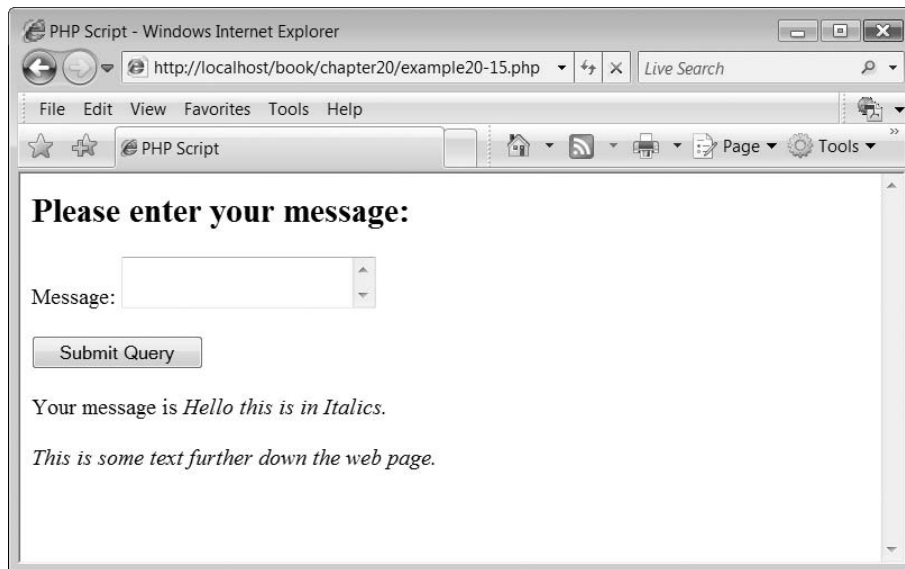 PHP Script - Windows Internet Explorer
http://localhost/book/chapter20/example20-15.php Live Search
File Edit View Favorites Tools Help
PHP Script Page Tools
Please enter your message:
Message:
Submit Query
Your message is Hello this is in Italics.
This is some text further down the web page.